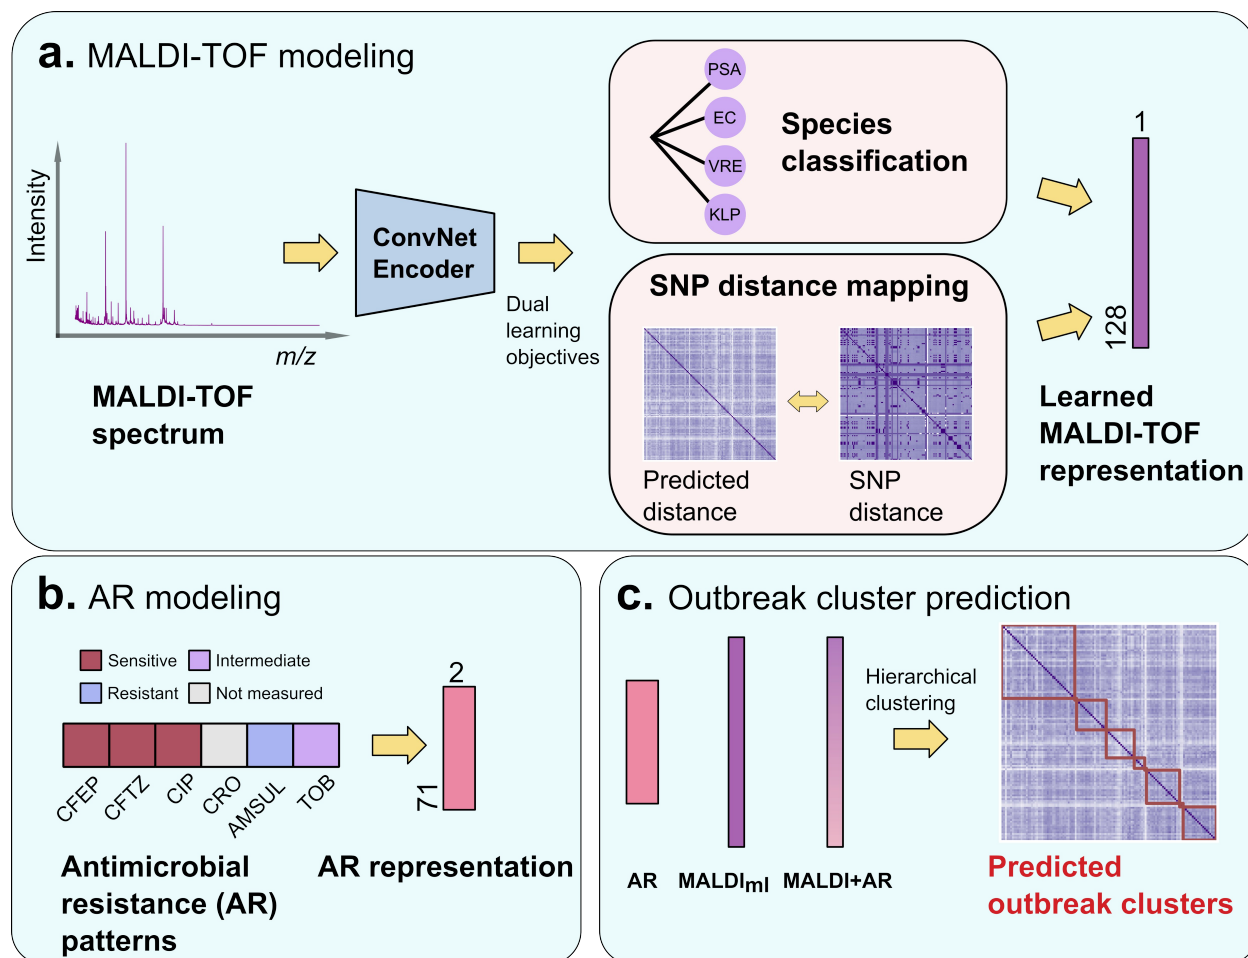 a. MALDI-TOF modeling
Intensity
m/z
MALDI-TOF
spectrum
ConvNet
Encoder
Dual
learning
objectives
PSA
EC
VRE
KLP
Species
classification
SNP distance mapping
Predicted
distance
SNP
distance
1
128
Learned
MALDI-TOF
representation
b. AR modeling
Sensitive
Intermediate
Resistant
Not measured
CFEP
CFTZ
CIP
CRO
AMSUL
TOB
2
71
Antimicrobial
resistance (AR)
patterns
AR representation
c. Outbreak cluster prediction
Hierarchical
clustering
AR
MALDIml
MALDI+AR
Predicted
outbreak clusters